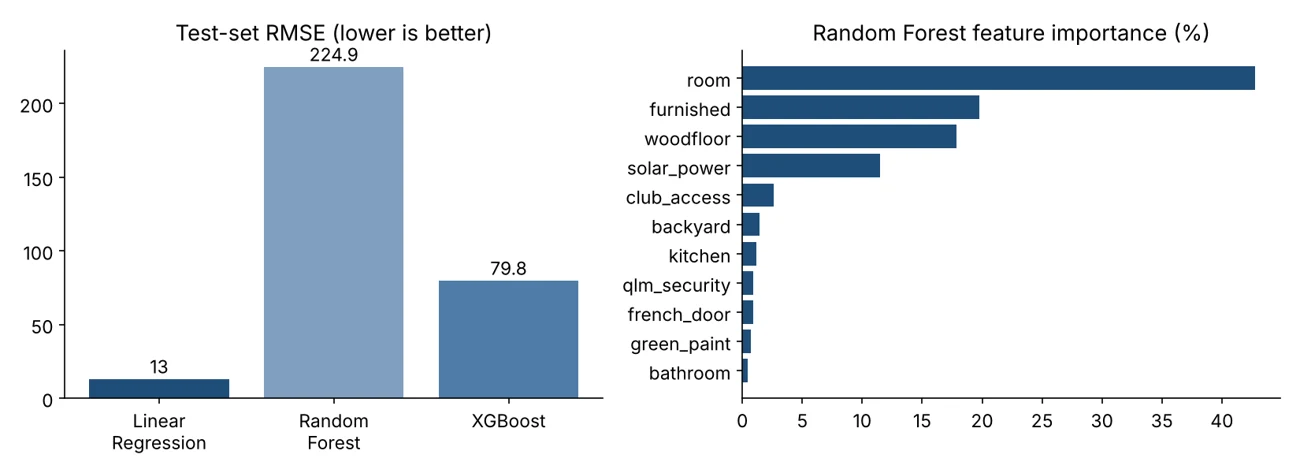 Test-set RMSE (lower is better)
224.9
200
150
100
79.8
50
13
0
Linear
Regression
Random
Forest
XGBoost
Random Forest feature importance (%)
room
furnished
woodfloor
solar_power
club_access
backyard
kitchen
qlm_security
french_door
green_paint
bathroom
0 5 10 15 20 25 30 35 40